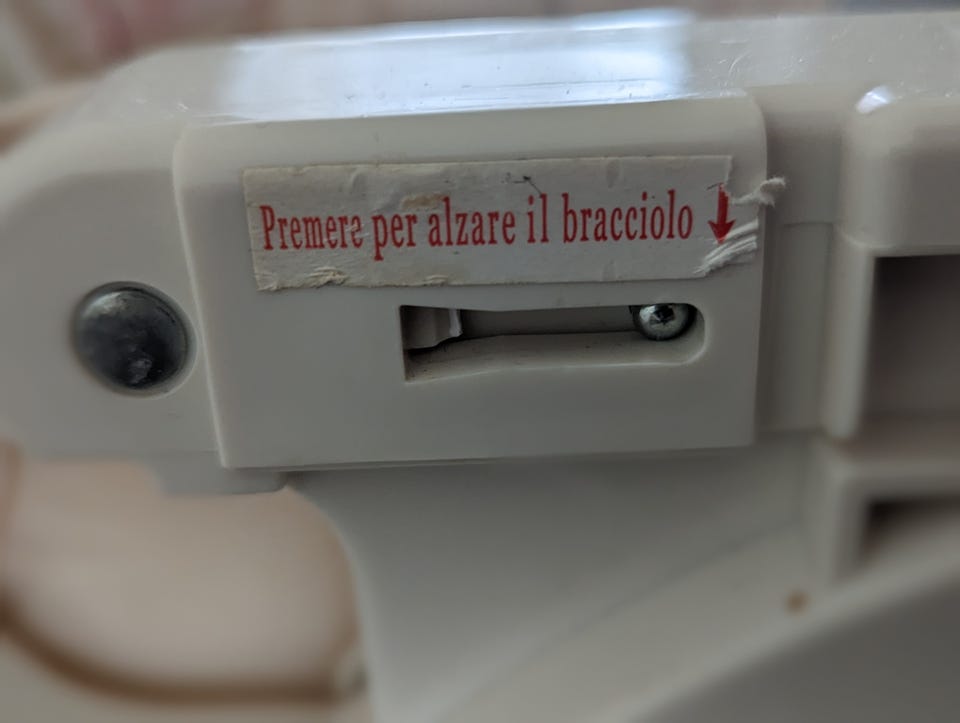 Premere per alzare il bracciolo ↓